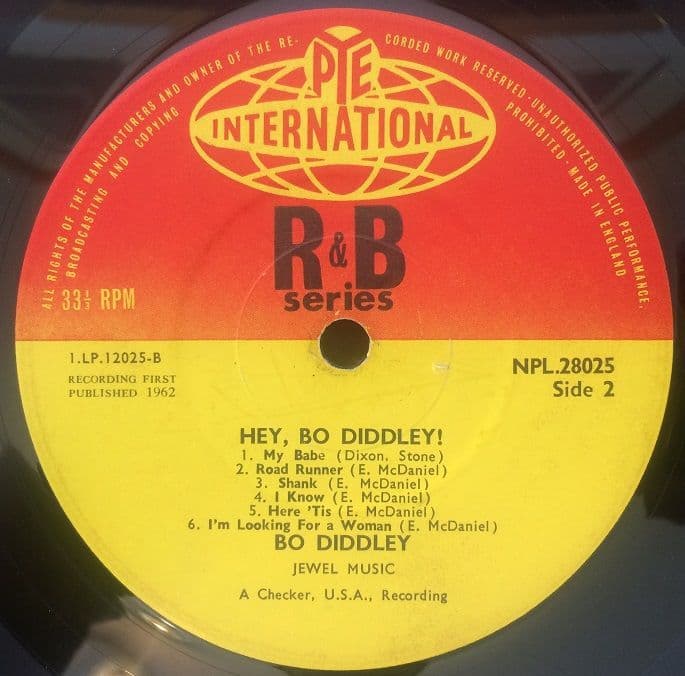 ALL RIGHTS OF THE MANUFACTURERS AND OWNER OF THE RE-
CORDED WORK RESERVED · UNAUTHORIZED PUBLIC PERFORMANCE,
BROADCASTING AND COPYING
PROHIBITED · MADE IN ENGLAND
PYE
INTERNATIONAL
R&B
series
33⅓ RPM
1.LP.12025-B
RECORDING FIRST
PUBLISHED 1962
NPL.28025
Side 2
HEY, BO DIDDLEY!
1. My Babe (Dixon, Stone)
2. Road Runner (E. McDaniel)
3. Shank (E. McDaniel)
4. I Know (E. McDaniel)
5. Here 'Tis (E. McDaniel)
6. I'm Looking For a Woman (E. McDaniel)
BO DIDDLEY
JEWEL MUSIC
A Checker, U.S.A., Recording